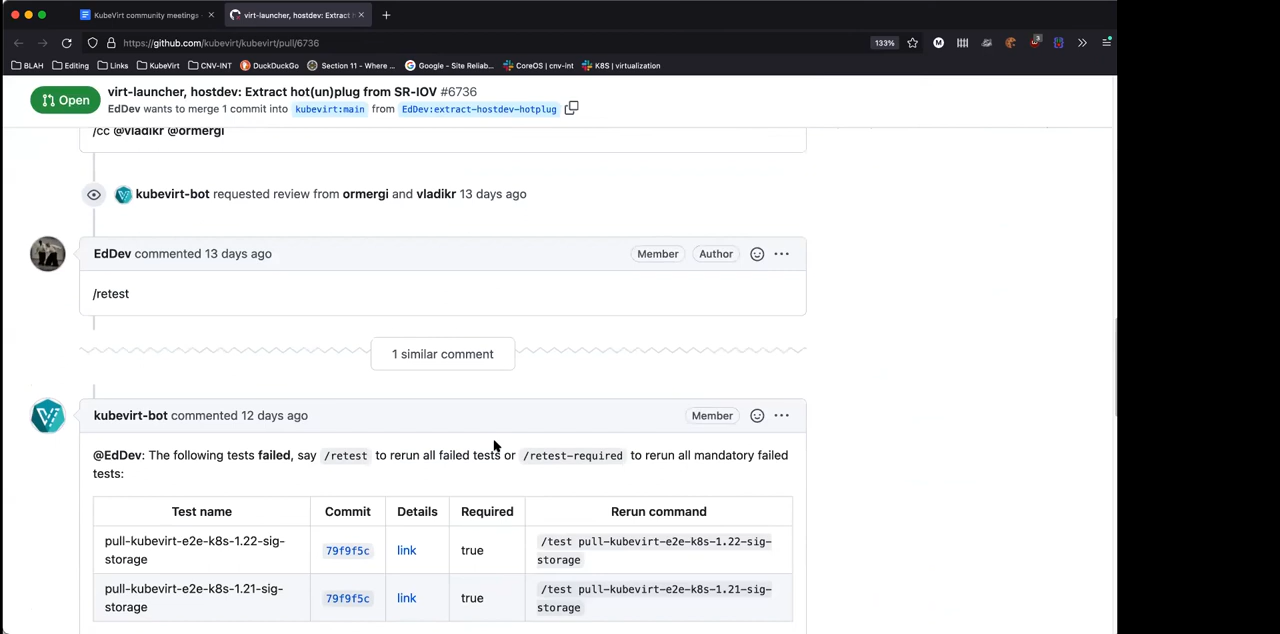 KubeVirt community meetings -
virt-launcher, hostdev: Extract h
https://github.com/kubevirt/kubevirt/pull/6736
133%
BLAH
Editing
Links
KubeVirt
CNV-INT
DuckDuckGo
Section 11 - Where ...
Google - Site Reliab...
CoreOS | cnv-int
K8S | virtualization
Open
virt-launcher, hostdev: Extract hot(un)plug from SR-IOV #6736
EdDev wants to merge 1 commit into kubevirt:main from EdDev:extract-hostdev-hotplug
/cc @vladikr @ormergi
kubevirt-bot requested review from ormergi and vladikr 13 days ago
EdDev commented 13 days ago
Member
Author
/retest
1 similar comment
kubevirt-bot commented 12 days ago
Member
@EdDev: The following tests failed, say /retest to rerun all failed tests or /retest-required to rerun all mandatory failed
tests:
Test name Commit Details Required Rerun command
pull-kubevirt-e2e-k8s-1.22-sig-
storage
79f9f5c link true
/test pull-kubevirt-e2e-k8s-1.22-sig-
storage
pull-kubevirt-e2e-k8s-1.21-sig-
storage
79f9f5c link true
/test pull-kubevirt-e2e-k8s-1.21-sig-
storage